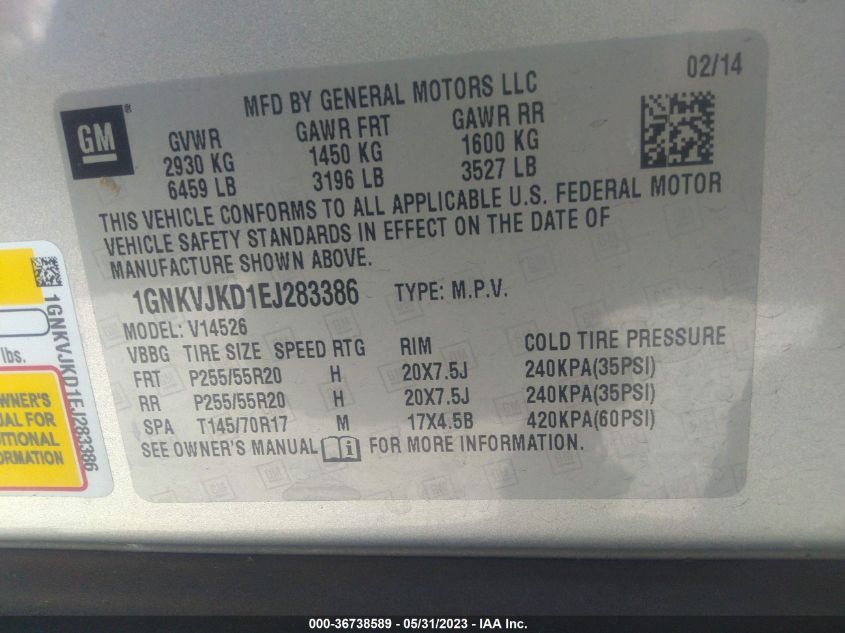 02/14
MFD BY GENERAL MOTORS LLC
GM
®
GVWR GAWR FRT GAWR RR
2930 KG 1450 KG 1600 KG
6459 LB 3196 LB 3527 LB
THIS VEHICLE CONFORMS TO ALL APPLICABLE U.S. FEDERAL MOTOR
VEHICLE SAFETY STANDARDS IN EFFECT ON THE DATE OF
MANUFACTURE SHOWN ABOVE.
1GNKVJKD1EJ283386 TYPE: M.P.V.
MODEL: V14526
VBBG TIRE SIZE SPEED RTG RIM COLD TIRE PRESSURE
FRT P255/55R20 H 20X7.5J 240KPA(35PSI)
RR P255/55R20 H 20X7.5J 240KPA(35PSI)
SPA T145/70R17 M 17X4.5B 420KPA(60PSI)
SEE OWNER'S MANUAL i FOR MORE INFORMATION.
1GNKVJKD1EJ283386
lbs.
OWNER'S
FOR
000-36738589 - 05/31/2023 - IAA Inc.